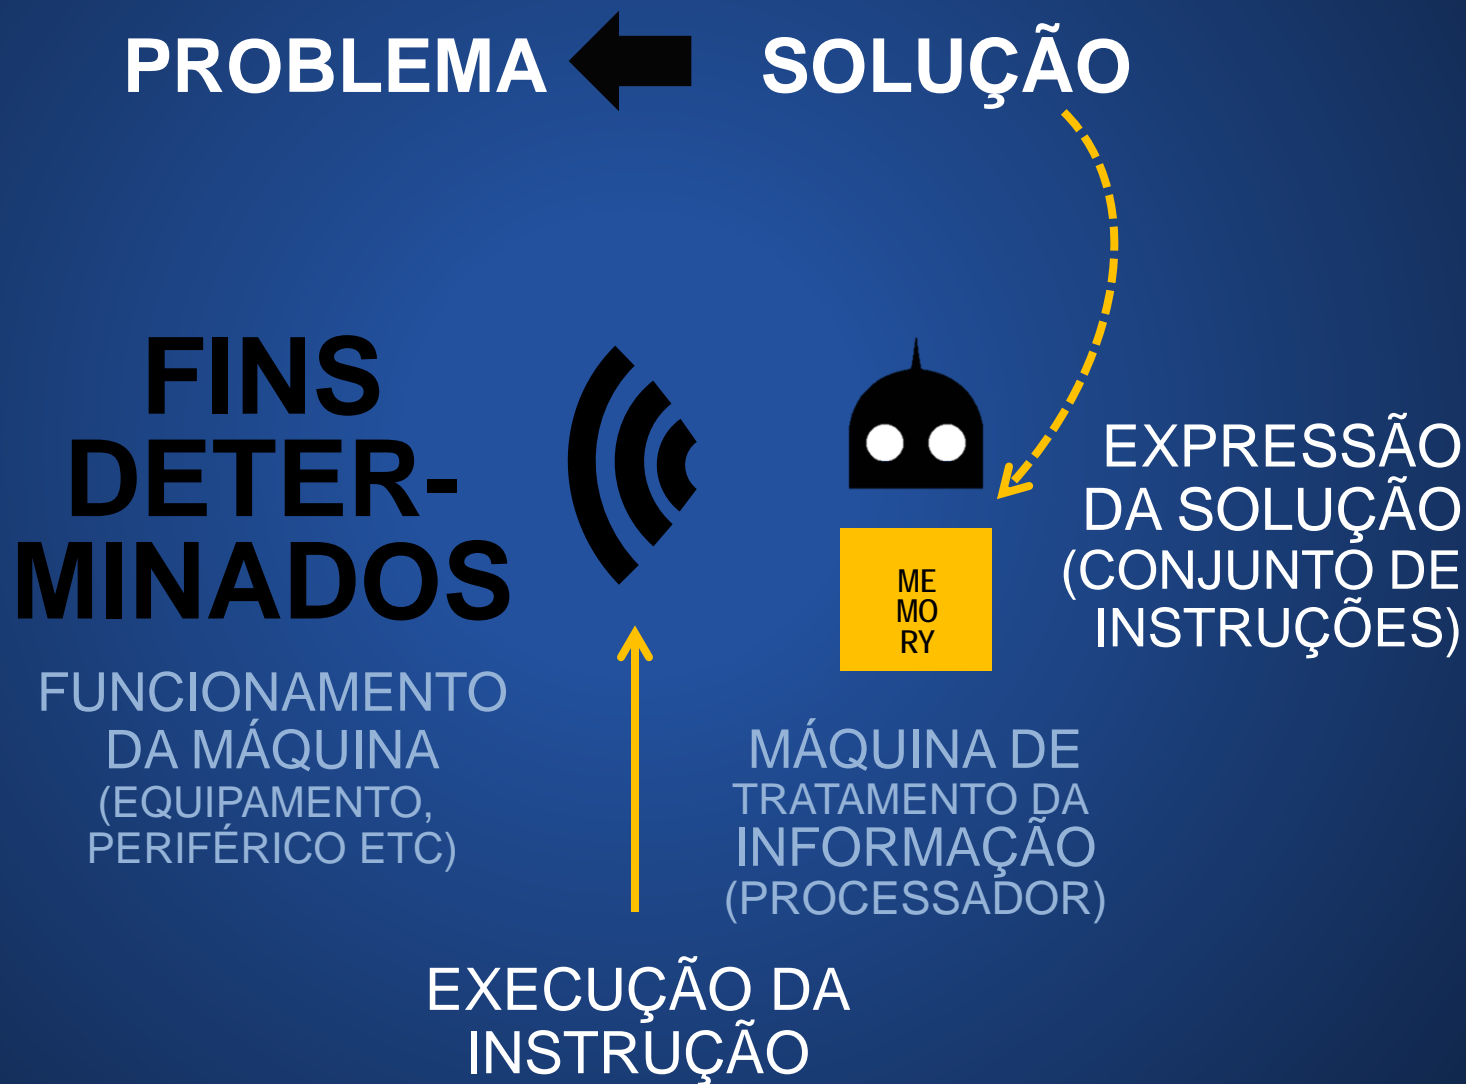 PROBLEMA
SOLUÇÃO
FINS
DETER-
MINADOS
FUNCIONAMENTO
DA MÁQUINA
(EQUIPAMENTO,
PERIFÉRICO ETC)
ME
MO
RY
MÁQUINA DE
TRATAMENTO DA
INFORMAÇÃO
(PROCESSADOR)
EXPRESSÃO
DA SOLUÇÃO
(CONJUNTO DE
INSTRUÇÕES)
EXECUÇÃO DA
INSTRUÇÃO